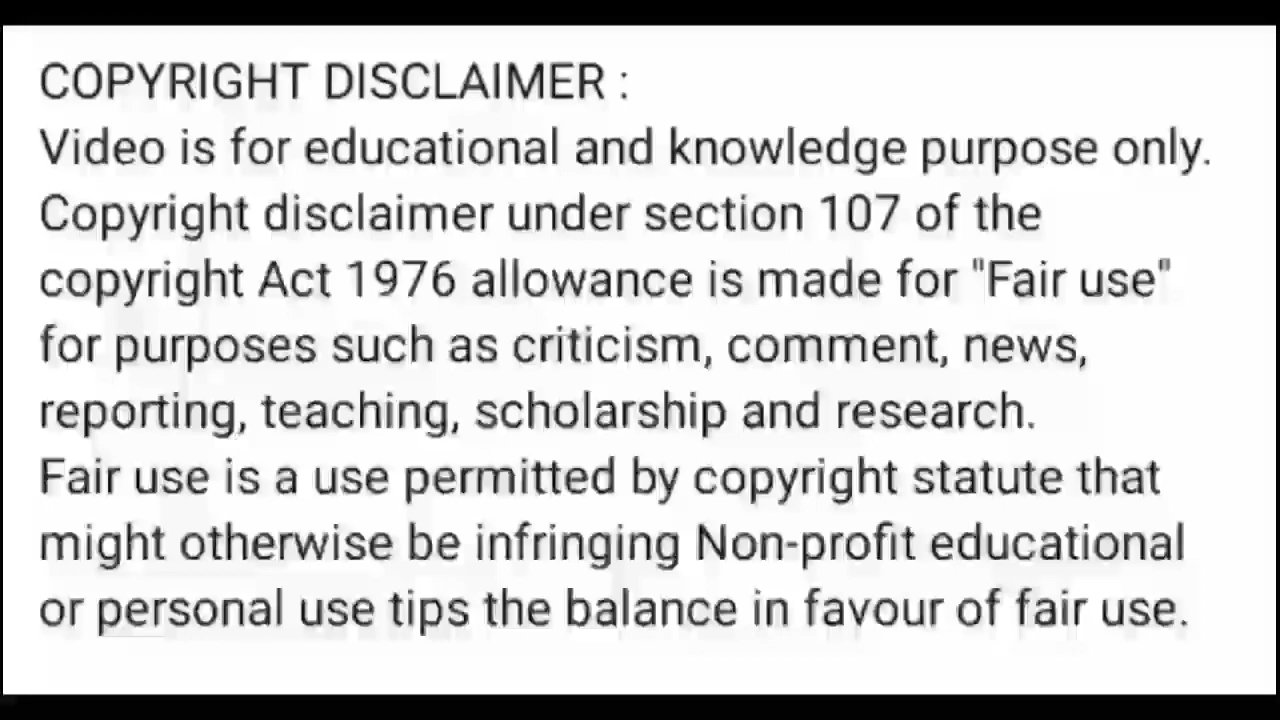 COPYRIGHT DISCLAIMER :
Video is for educational and knowledge purpose only.
Copyright disclaimer under section 107 of the
copyright Act 1976 allowance is made for "Fair use"
for purposes such as criticism, comment, news,
reporting, teaching, scholarship and research.
Fair use is a use permitted by copyright statute that
might otherwise be infringing Non-profit educational
or personal use tips the balance in favour of fair use.